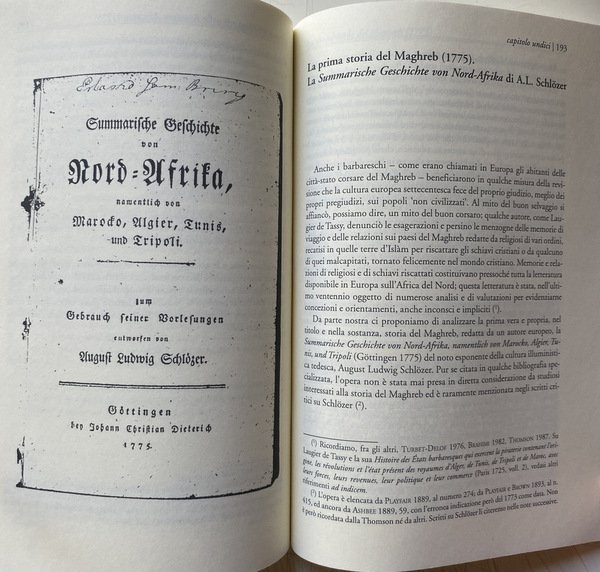 Summarische Geschichte
von
Nord=Afrika,
namentlich von
Marocko, Algier, Tunis,
und Tripoli.
zum
Gebrauch seiner Vorlesungen
entworfen von
August Ludwig Schlözer.
Göttingen
bey Johann Christian Dieterich
1775.
capitolo undici | 193
La prima storia del Maghreb (1775).
La Summarische Geschichte von Nord-Afrika di A.L. Schlözer
Anche i barbareschi – come erano chiamati in Europa gli abitanti delle
città-stato corsare del Maghreb – beneficiarono in qualche misura della revi-
sione che la cultura europea settecentesca fece del proprio giudizio, meglio dei
propri pregiudizi, sui popoli 'non civilizzati'. Al mito del buon selvaggio si
affiancò, possiamo dire, un mito del buon corsaro; qualche autore, come Lau-
gier de Tassy, denunciò le esagerazioni e persino le menzogne delle memorie di
viaggio e delle relazioni sui paesi del Maghreb redatte da religiosi di vari ordini,
recatisi in quelle terre d'Islàm per riscattare gli schiavi cristiani o da qualcuno
di quei malcapitati, tornato felicemente nel mondo cristiano. Memorie e rela-
zioni di religiosi e di schiavi riscattati costituivano pressoché tutta la letteratura
disponibile in Europa sull'Africa del Nord; questa letteratura è stata, nell'ul-
timo ventennio oggetto di numerose analisi e di valutazioni per evidenziarne
concezioni e orientamenti, anche inconsci e impliciti (¹).
Da parte nostra ci proponiamo di analizzare la prima vera e propria, nel
titolo e nella sostanza, storia del Maghreb, redatta da un autore europeo, la
Summarische Geschichte von Nord-Afrika, namentlich von Marocko, Algier, Tu-
nis, und Tripoli (Göttingen 1775) del noto esponente della cultura illuministi-
ca tedesca, August Ludwig Schlözer. Pur se citata in qualche bibliografia spe-
cializzata, l'opera non è stata mai presa in diretta considerazione da studiosi
interessati alla storia del Maghreb ed è raramente menzionata negli scritti cri-
tici su Schlözer (²).
(¹) Ricordiamo, fra gli altri, TURBET-DELOF 1976, BRAHIMI 1982, THOMSON 1987. Su
Laugier de Tassy e la sua Histoire des États barbaresques qui exercent la piraterie contenant l'ori-
gine, les révolutions et l'état présent des royaumes d'Alger, de Tunis, de Tripoli et de Maroc, avec
leurs forces, leurs revenues, leur politique et leur commerce (Paris 1725, voll. 2), vedasi altri
riferimenti ad indicem.
(²) L'opera è elencata da PLAYFAIR 1889, al numero 274; da PLAYFAIR e BROWN 1893, al n.
415, ed ancora da ASHBEE 1889, 59, con l'erronea indicazione però del 1773 come data. Non
è però ricordata dalla Thomson né da altri. Scritti su Schlözer li citeremo nelle note successive.